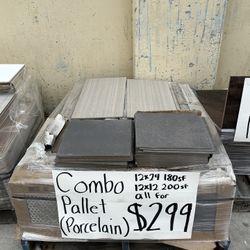 Combo
Pallet
(Porcelain)
12x24 180sf
12x12 200sf
all for
$299